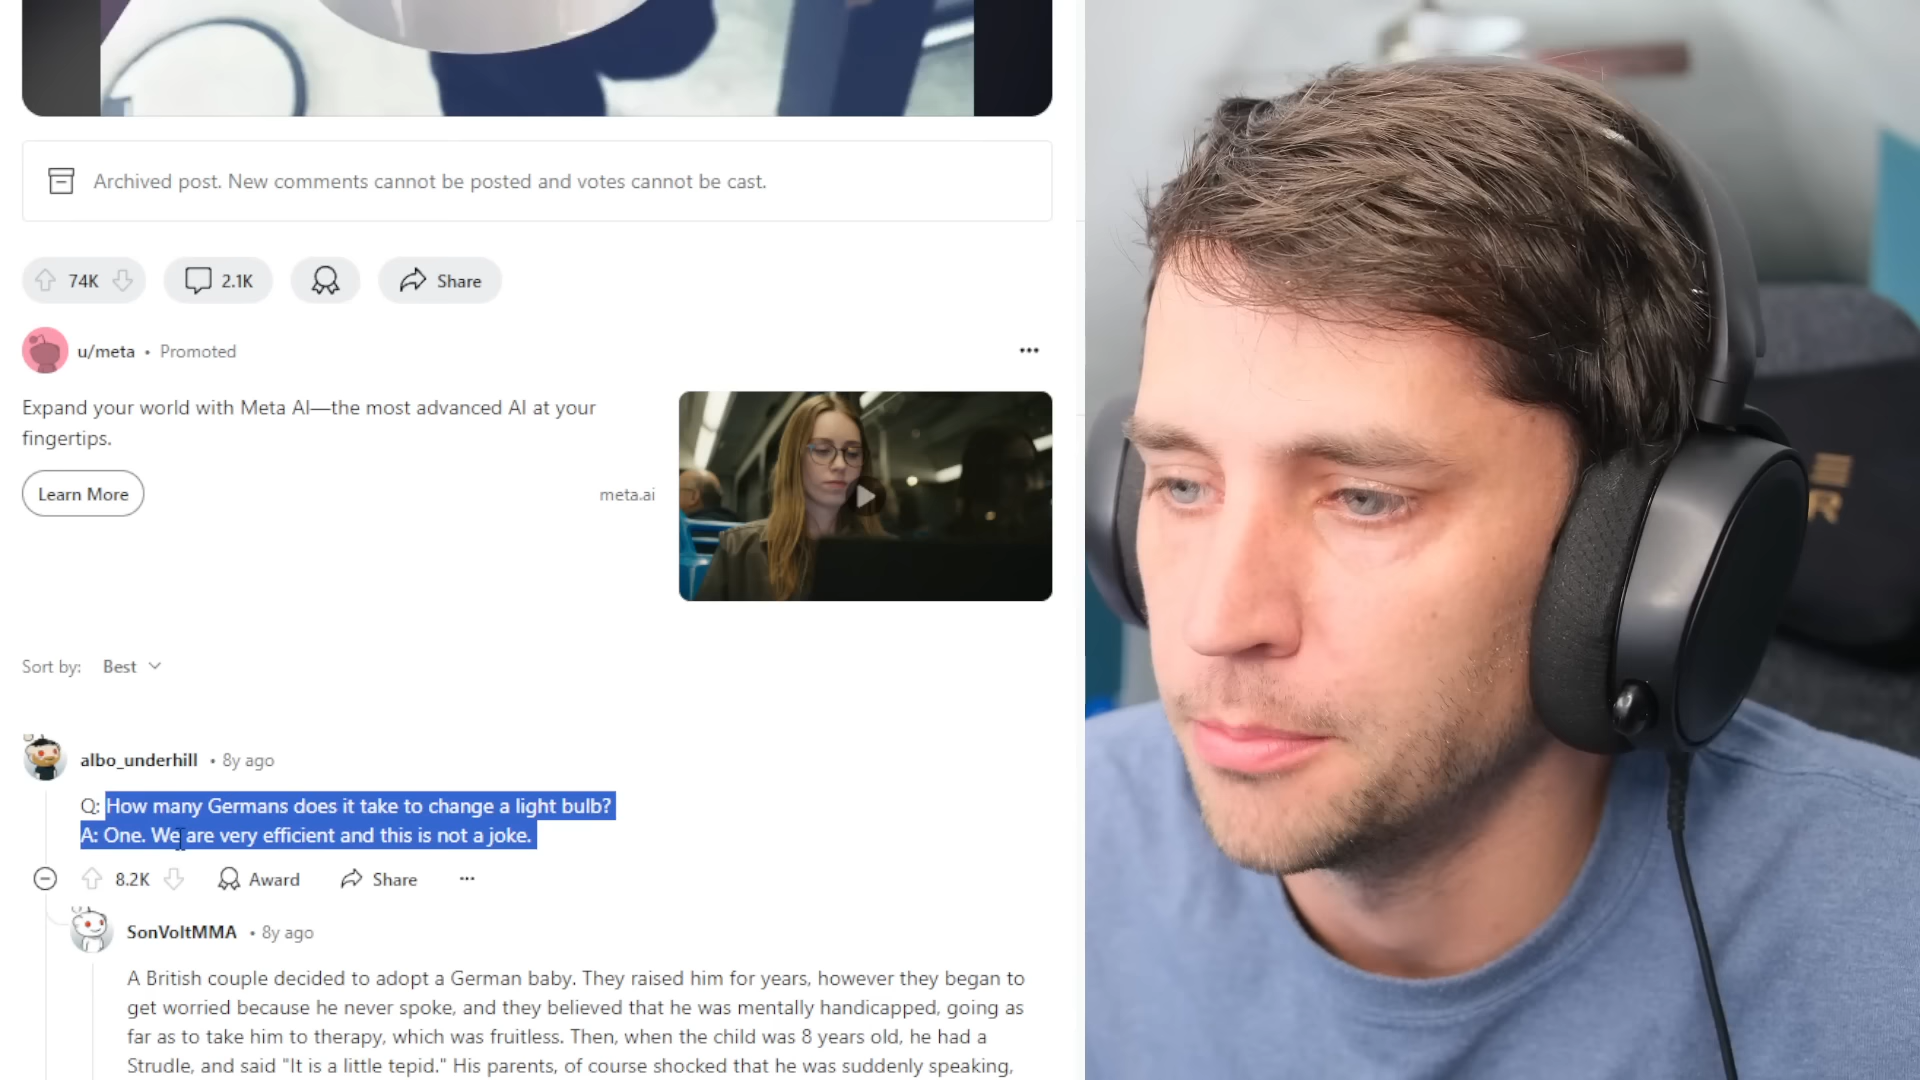 Archived post. New comments cannot be posted and votes cannot be cast.
74K
2.1K
Share
u/meta • Promoted
Expand your world with Meta AI—the most advanced AI at your
fingertips.
Learn More
meta.ai
Sort by: Best
albo_underhill • 8y ago
Q: How many Germans does it take to change a light bulb?
A: One. We are very efficient and this is not a joke.
8.2K
Award
Share
SonVoltMMA • 8y ago
A British couple decided to adopt a German baby. They raised him for years, however they began to
get worried because he never spoke, and they believed that he was mentally handicapped, going as
far as to take him to therapy, which was fruitless. Then, when the child was 8 years old, he had a
Strudle, and said "It is a little tepid." His parents, of course shocked that he was suddenly speaking,